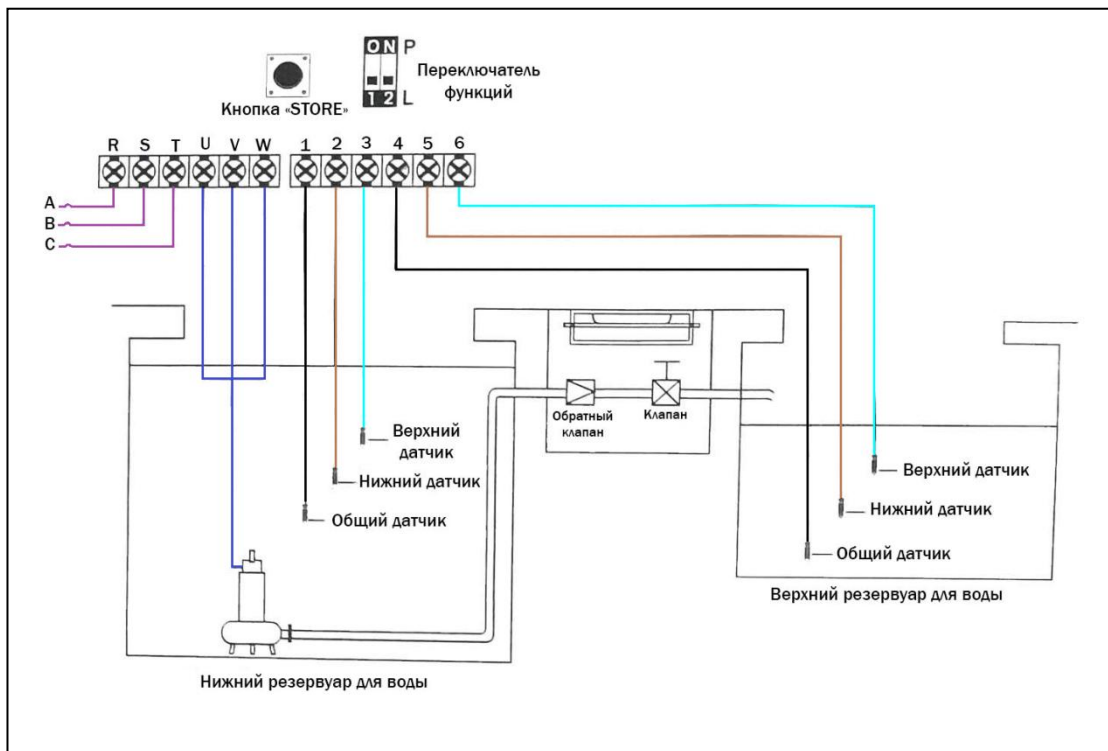 ON P
1 2 L
Переключатель
функций
Кнопка «STORE»
R S T U V W 1 2 3 4 5 6
A
B
C
Обратный
клапан
Клапан
Верхний
датчик
Нижний датчик
Общий датчик
Верхний датчик
Нижний датчик
Общий датчик
Верхний резервуар для воды
Нижний резервуар для воды